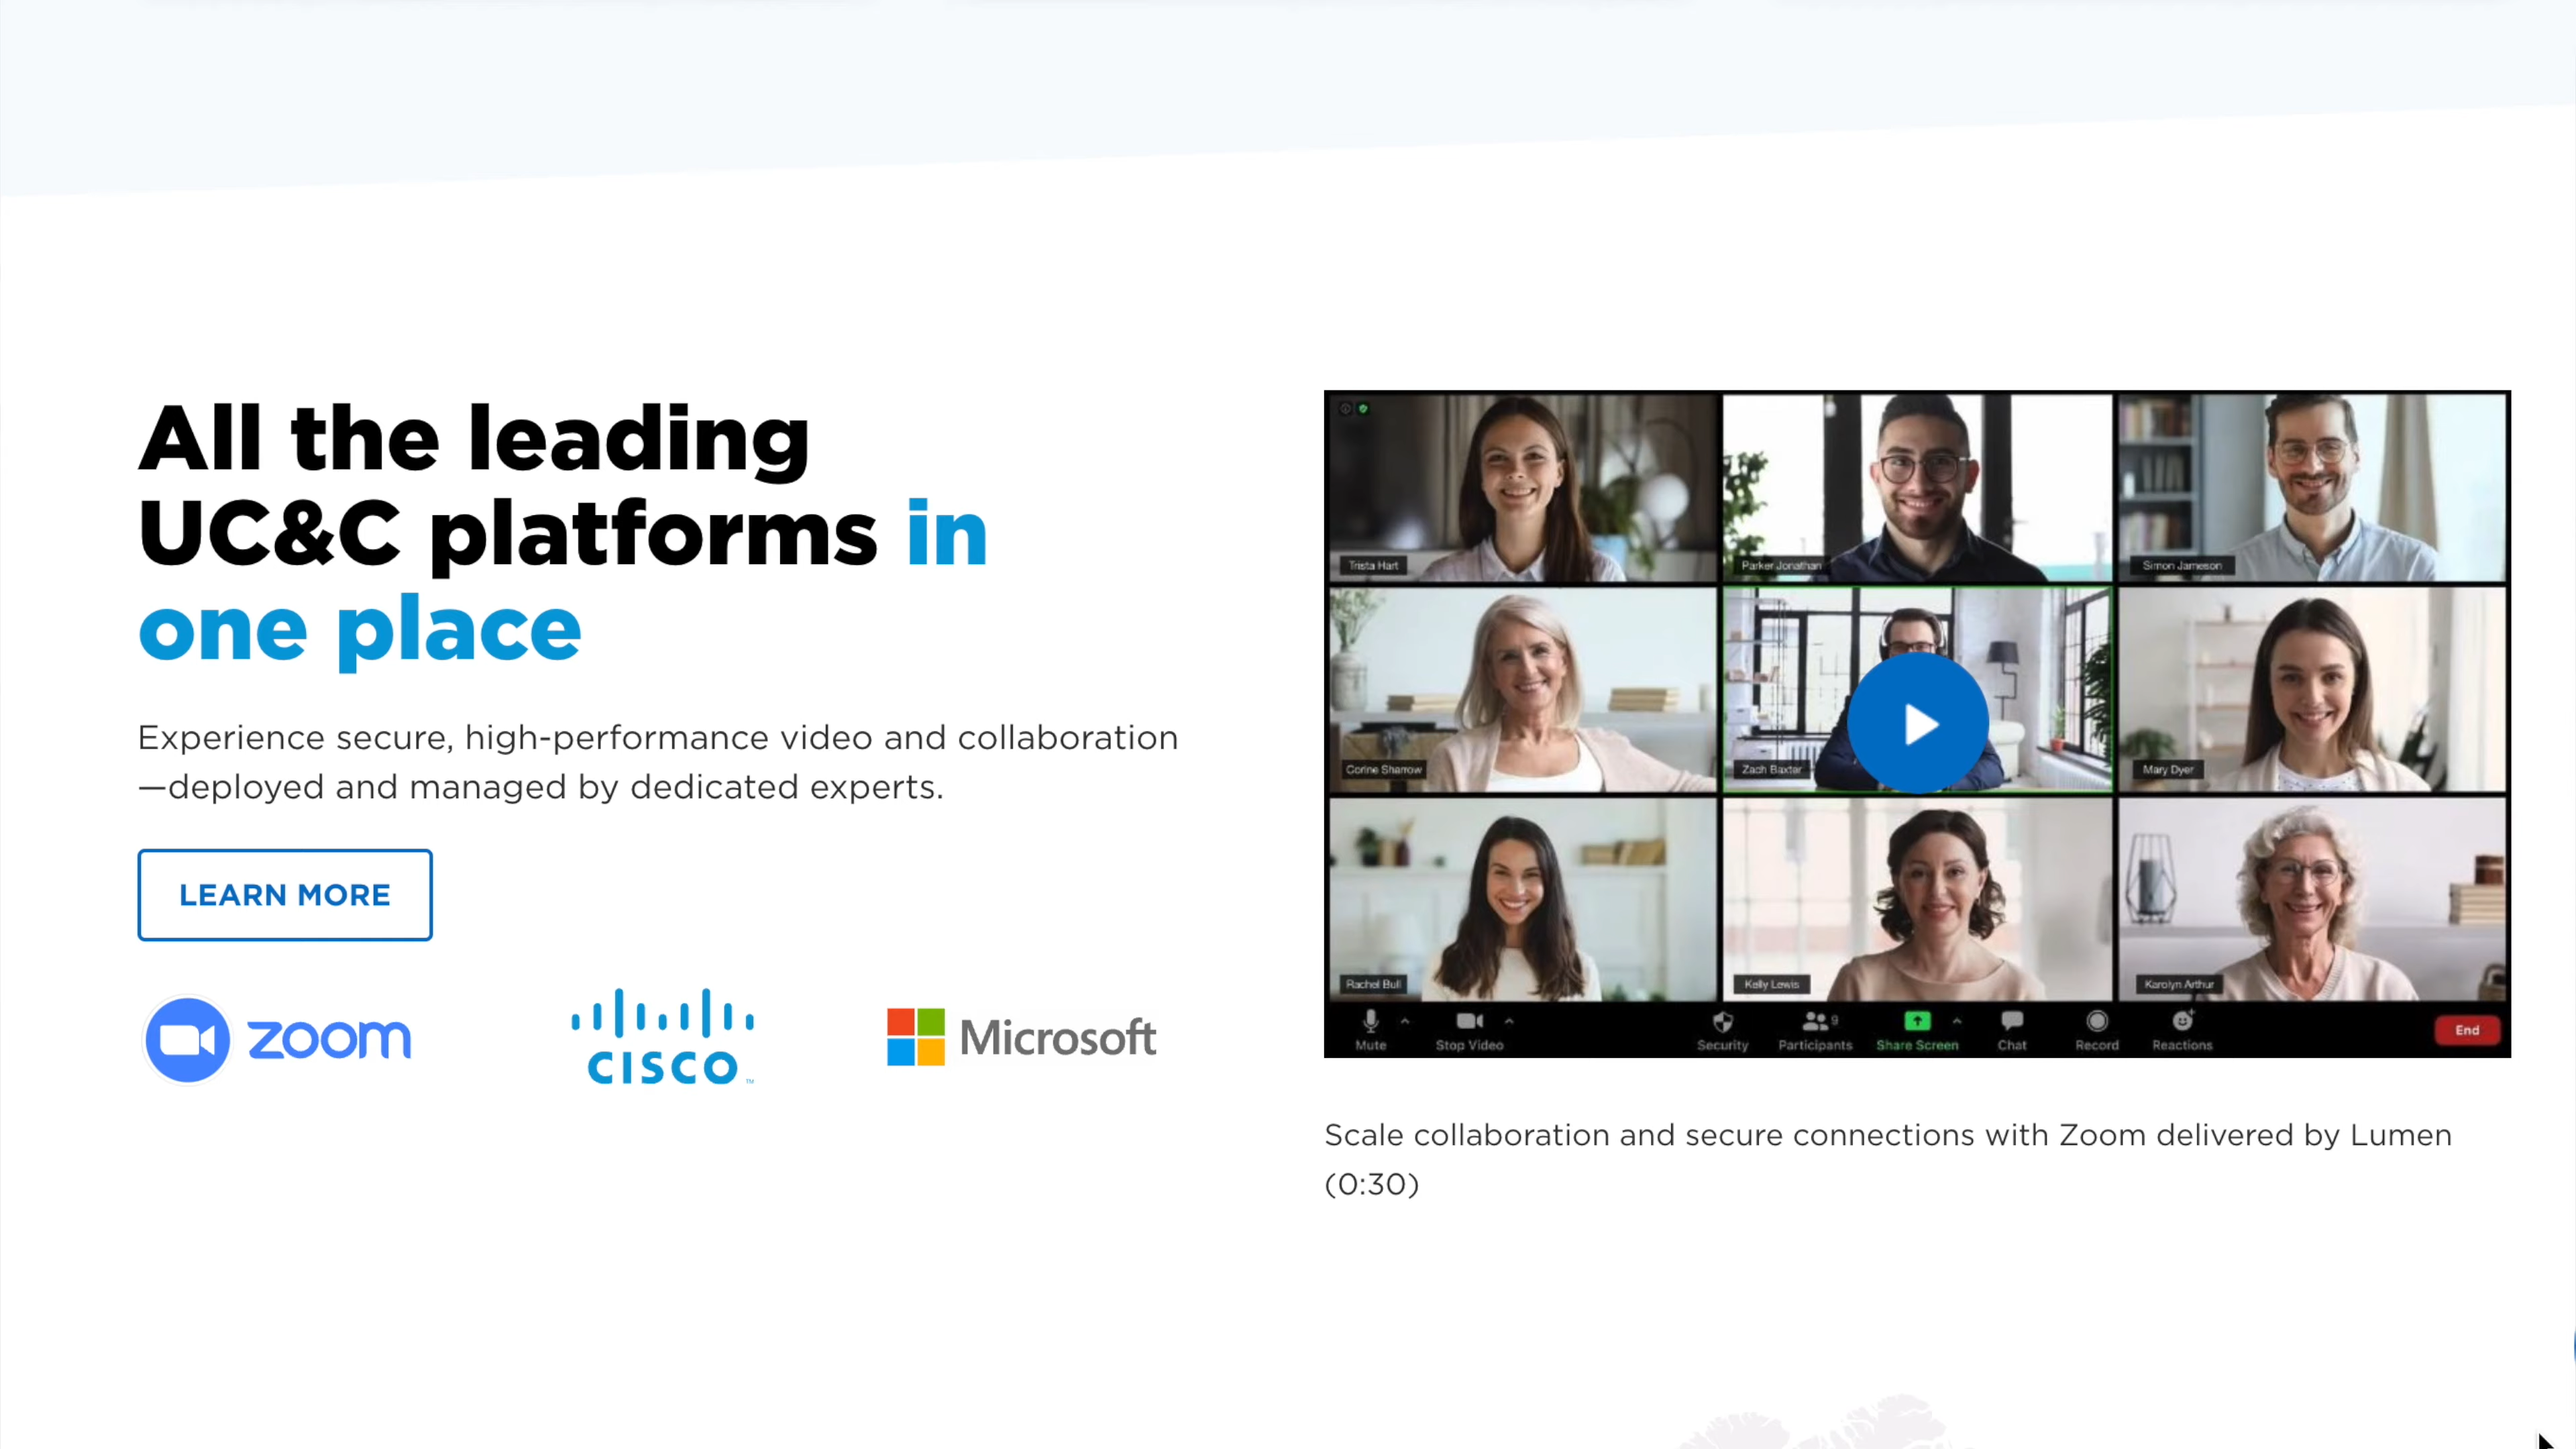 All the leading
UC&C platforms in
one place
Experience secure, high-performance video and collaboration
—deployed and managed by dedicated experts.
LEARN MORE
zoom
CISCO™
Microsoft
Trista Hart
Parker Jonathan
Simon Jameson
Corine Sharrow
Zach Baxter
Mary Dyer
Rachel Bull
Kelly Lewis
Karolyn Arthur
Mute
Stop Video
Security
Participants 9
Share Screen
Chat
Record
Reactions
End
Scale collaboration and secure connections with Zoom delivered by Lumen
(0:30)